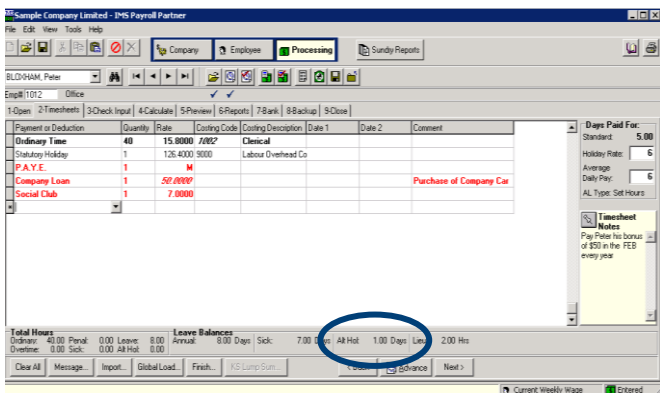 Sample Company Limited - IMS Payroll Partner
File Edit View Tools Help
Company Employee Processing Sundry Reports
BLOXHAM, Peter
Emp# 1012 Office
1-Open 2-Timesheets 3-Check Input 4-Calculate 5-Preview 6-Reports 7-Bank 8-Backup 9-Close
Payment or Deduction Quantity Rate Costing Code Costing Description Date 1 Date 2 Comment
Ordinary Time 40 15.8000 1002 Clerical
Statutory Holiday 1 126.4000 9000 Labour Overhead Co
P.A.Y.E. 1 M
Company Loan 1 50.0000 Purchase of Company Car
Social Club 1 7.0000
Days Paid For:
Standard: 5.00
Holiday Rate: 6
Average
Daily Pay: 6
AL Type: Set Hours
Timesheet
Notes
Pay Peter his bonus
of $50 in the FEB
every year
Total Hours Leave Balances
Ordinary: 40.00 Penal: 0.00 Leave: 8.00 Annual: 8.00 Days Sick: 7.00 Days Alt Hol: 1.00 Days Lieu: 2.00 Hrs
Overtime: 0.00 Sick: 0.00 Alt Hol: 0.00
Clear All Message... Import... Global Load... Finish... KS Lump Sum... < Back Advance Next >
Current Weekly Wage Entered